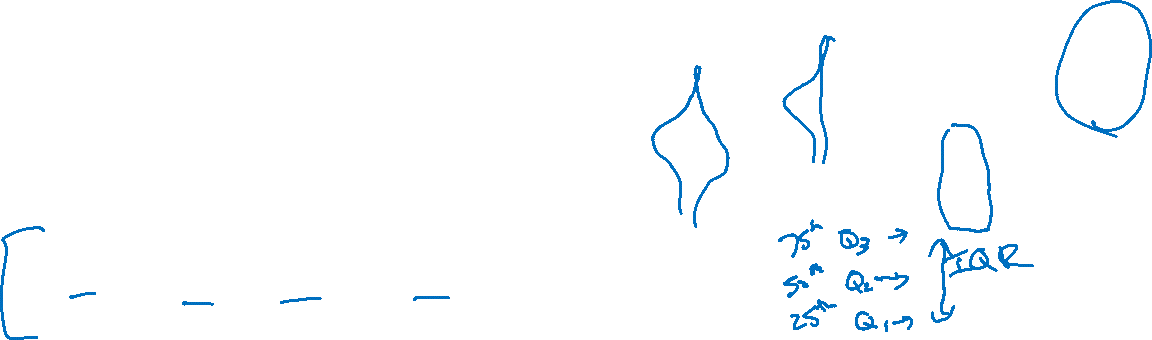 75th Q3 →
IQR
50th Q2 →
25th Q1 →